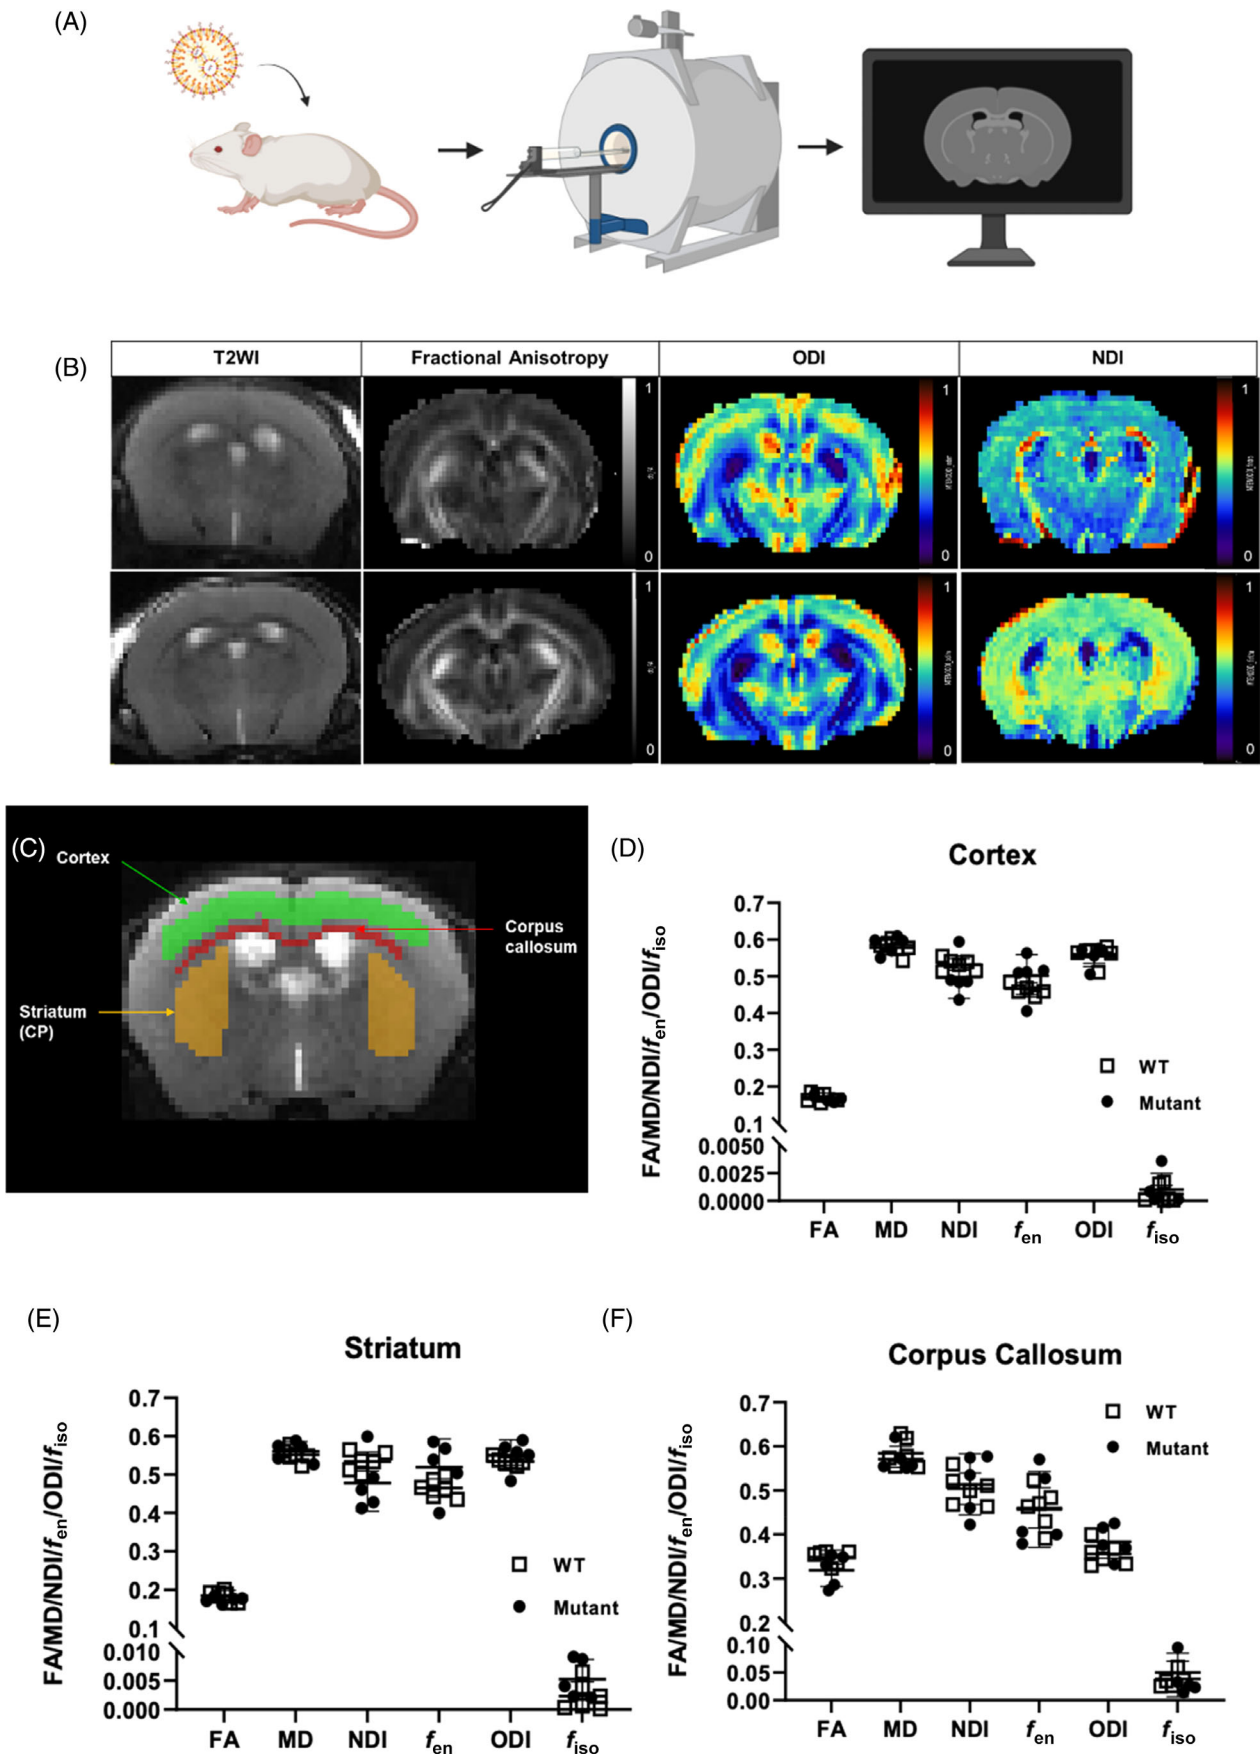 (A)
(B)
T2WI Fractional Anisotropy ODI NDI
1 1 1
0 0 0
1 1 1
0 0 0
(C)
Cortex
Corpus
callosum
Striatum
(CP)
(D)
Cortex
FA/MD/NDI/fen/ODI/fiso
0.7
0.6
0.5
0.4
0.3
0.2
0.1
0.0050
0.0025
0.0000
WT
Mutant
FA MD NDI fen ODI fiso
(E)
Striatum
FA/MD/NDI/fen/ODI/fiso
0.7
0.6
0.5
0.4
0.3
0.2
0.1
0.010
0.005
0.000
WT
Mutant
FA MD NDI fen ODI fiso
(F)
Corpus Callosum
FA/MD/NDI/fen/ODI/fiso
0.7
0.6
0.5
0.4
0.3
0.2
0.10
0.05
0.00
WT
Mutant
FA MD NDI fen ODI fiso